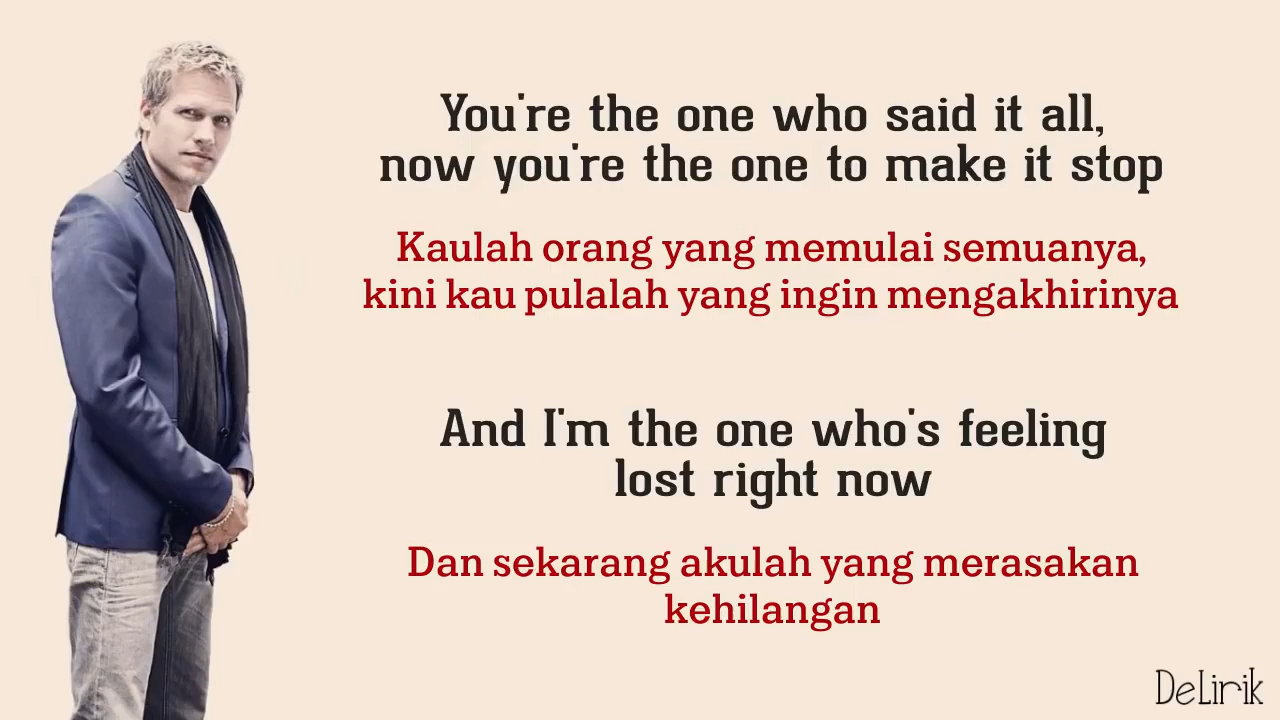 You're the one who said it all,
now you're the one to make it stop
Kaulah orang yang memulai semuanya,
kini kau pulalah yang ingin mengakhirinya
And I'm the one who's feeling
lost right now
Dan sekarang akulah yang merasakan
kehilangan
DeLirik